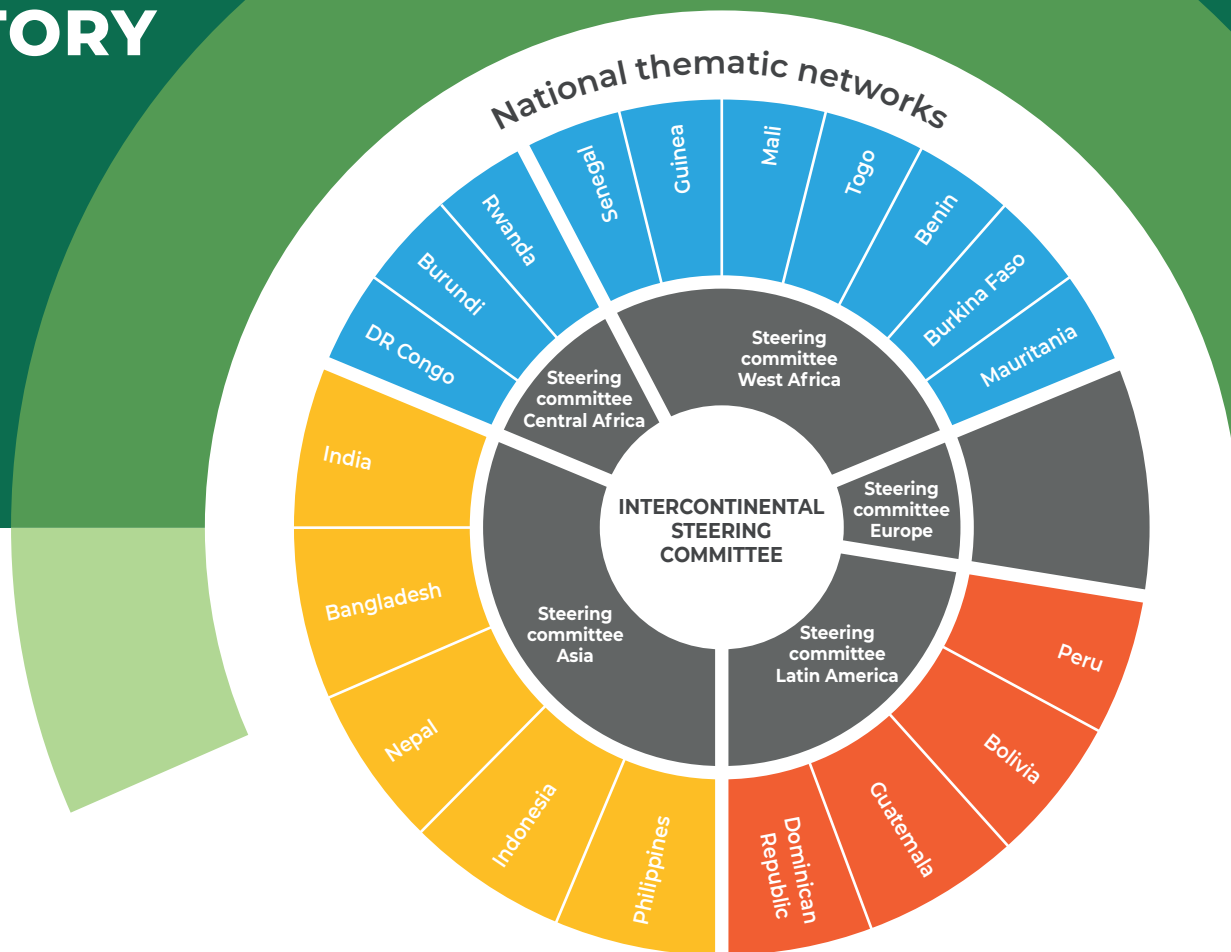 TORY
National thematic networks
Senegal
Guinea
Mali
Togo
Benin
Burkina Faso
Mauritania
Rwanda
Burundi
DR Congo
Steering
committee
West Africa
Steering
committee
Central Africa
Steering
committee
Europe
INTERCONTINENTAL
STEERING
COMMITTEE
Steering
committee
Asia
Steering
committee
Latin America
India
Bangladesh
Nepal
Indonesia
Philippines
Dominican
Republic
Guatemala
Bolivia
Peru